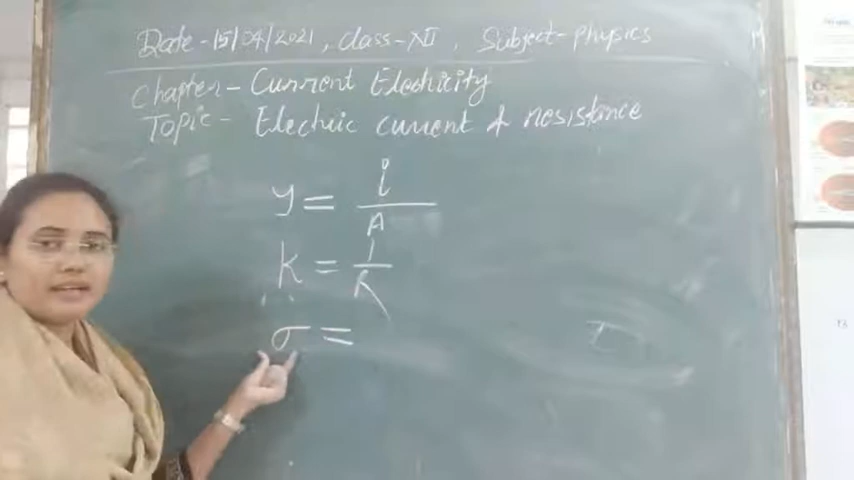 Date-15/04/2021, class-XII, Subject-Physics
Chapter- Current Electricity
Topic- Electric current & resistance
y = i/A
k = 1/R
σ =